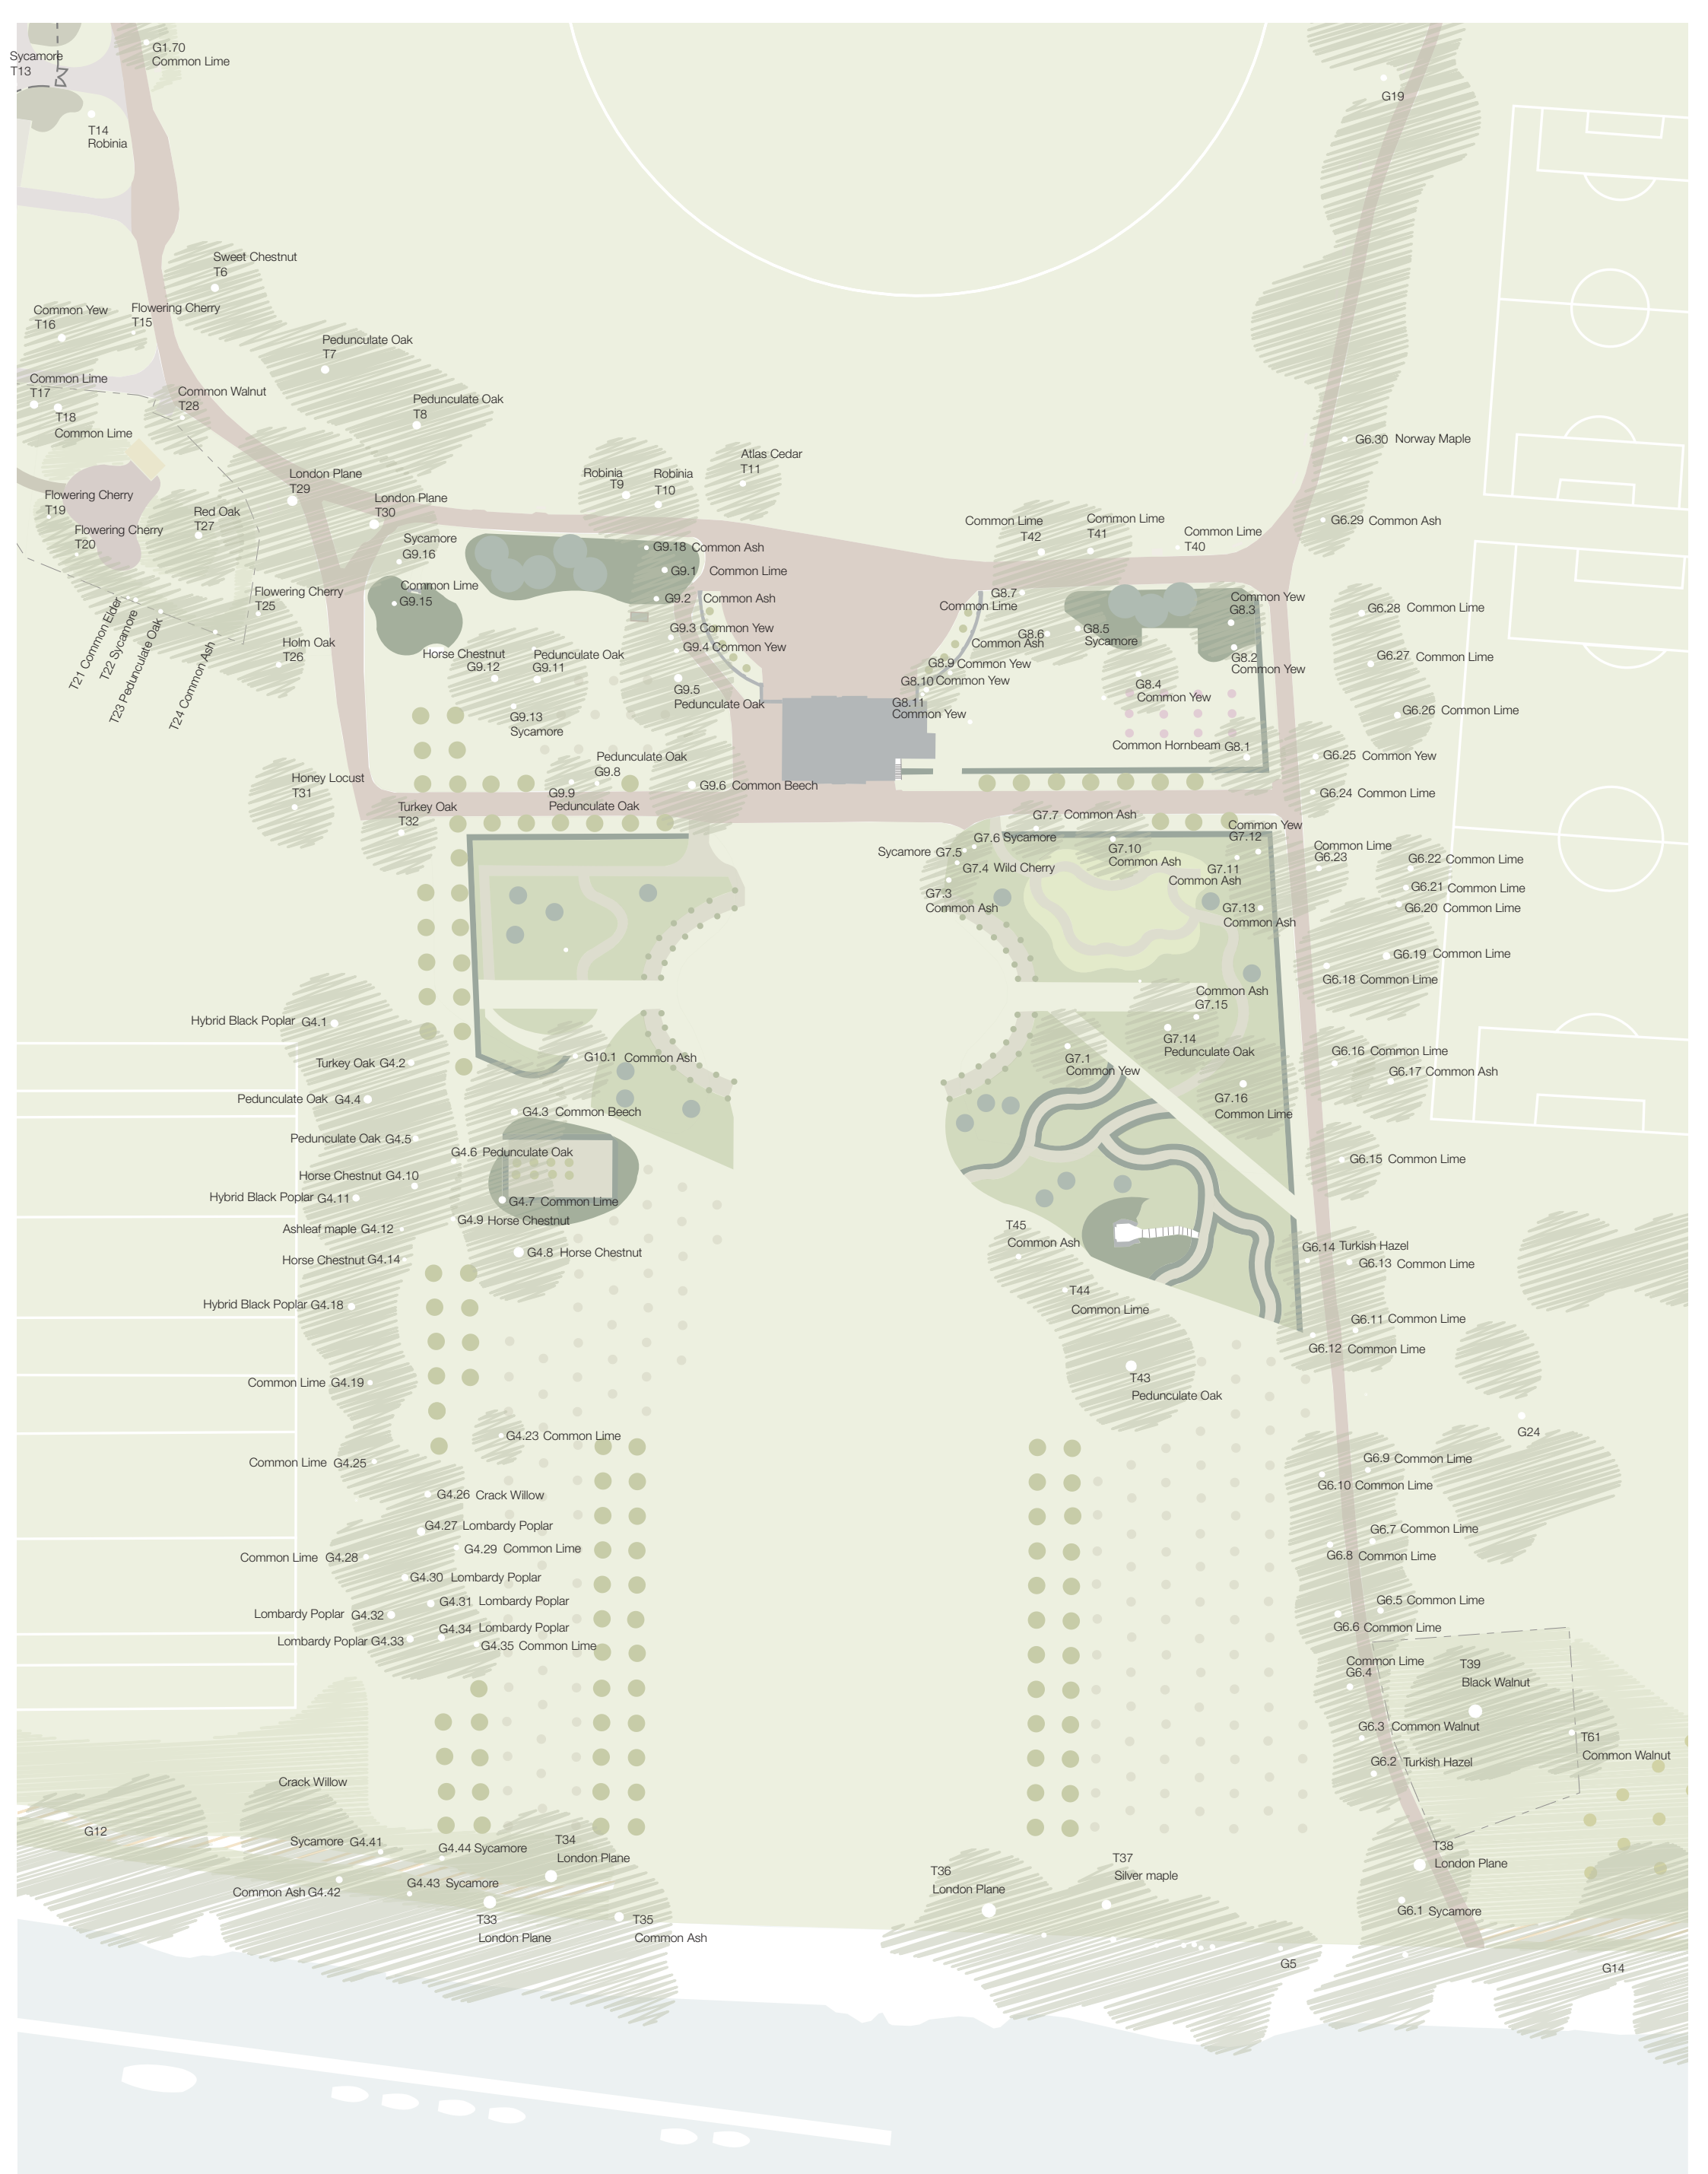 G1.70
Common Lime
Sycamore
T13
G19
T14
Robinia
Sweet Chestnut
T6
Common Yew
T16
Flowering Cherry
T15
Pedunculate Oak
T7
Common Lime
T17
T18
Common Lime
Common Walnut
T28
Pedunculate Oak
T8
G6.30 Norway Maple
Robinia
T9
Robinia
T10
Atlas Cedar
T11
London Plane
T29
London Plane
T30
Flowering Cherry
T19
Flowering Cherry
T20
Red Oak
T27
Common Lime
T42
Common Lime
T41
Common Lime
T40
G6.29 Common Ash
Sycamore
G9.16
G9.18 Common Ash
G9.1 Common Lime
Common Lime
G9.15
G9.2 Common Ash
Flowering Cherry
T25
T21 Common Elder
T22 Sycamore
T23 Pedunculate Oak
T24 Common Ash
Holm Oak
T26
G9.3 Common Yew
G9.4 Common Yew
Horse Chestnut
G9.12
Pedunculate Oak
G9.11
G9.5
Pedunculate Oak
G9.13
Sycamore
G8.7
Common Lime
G8.6
Common Ash
G8.5
Sycamore
Common Yew
G8.3
G8.2
Common Yew
G8.9 Common Yew
G8.10 Common Yew
G8.11
Common Yew
G8.4
Common Yew
G6.28 Common Lime
G6.27 Common Lime
G6.26 Common Lime
Common Hornbeam G8.1
G6.25 Common Yew
Honey Locust
T31
Pedunculate Oak
G9.8
G9.9
Pedunculate Oak
G9.6 Common Beech
G6.24 Common Lime
Turkey Oak
T32
G7.7 Common Ash
G7.6 Sycamore
Sycamore G7.5
G7.4 Wild Cherry
G7.3
Common Ash
G7.10
Common Ash
Common Yew
G7.12
G7.11
Common Ash
G7.13
Common Ash
Common Lime
G6.23
G6.22 Common Lime
G6.21 Common Lime
G6.20 Common Lime
G6.19 Common Lime
G6.18 Common Lime
Common Ash
G7.15
G7.14
Pedunculate Oak
Hybrid Black Poplar G4.1
Turkey Oak G4.2
G10.1 Common Ash
G7.1
Common Yew
G6.16 Common Lime
G6.17 Common Ash
Pedunculate Oak G4.4
G4.3 Common Beech
G7.16
Common Lime
Pedunculate Oak G4.5
G4.6 Pedunculate Oak
G6.15 Common Lime
Horse Chestnut G4.10
Hybrid Black Poplar G4.11
G4.7 Common Lime
G4.9 Horse Chestnut
Ashleaf maple G4.12
T45
Common Ash
G4.8 Horse Chestnut
Horse Chestnut G4.14
G6.14 Turkish Hazel
G6.13 Common Lime
T44
Common Lime
Hybrid Black Poplar G4.18
G6.11 Common Lime
G6.12 Common Lime
Common Lime G4.19
T43
Pedunculate Oak
G4.23 Common Lime
G24
Common Lime G4.25
G6.9 Common Lime
G6.10 Common Lime
G4.26 Crack Willow
G4.27 Lombardy Poplar
G6.7 Common Lime
G4.29 Common Lime
Common Lime G4.28
G6.8 Common Lime
G4.30 Lombardy Poplar
G4.31 Lombardy Poplar
G6.5 Common Lime
Lombardy Poplar G4.32
G4.34 Lombardy Poplar
G6.6 Common Lime
Lombardy Poplar G4.33
G4.35 Common Lime
Common Lime
G6.4
T39
Black Walnut
G6.3 Common Walnut
T61
Common Walnut
G6.2 Turkish Hazel
Crack Willow
G12
Sycamore G4.41
G4.44 Sycamore
T34
London Plane
T38
London Plane
T37
Silver maple
T36
London Plane
G4.43 Sycamore
Common Ash G4.42
G6.1 Sycamore
T33
London Plane
T35
Common Ash
G5
G14